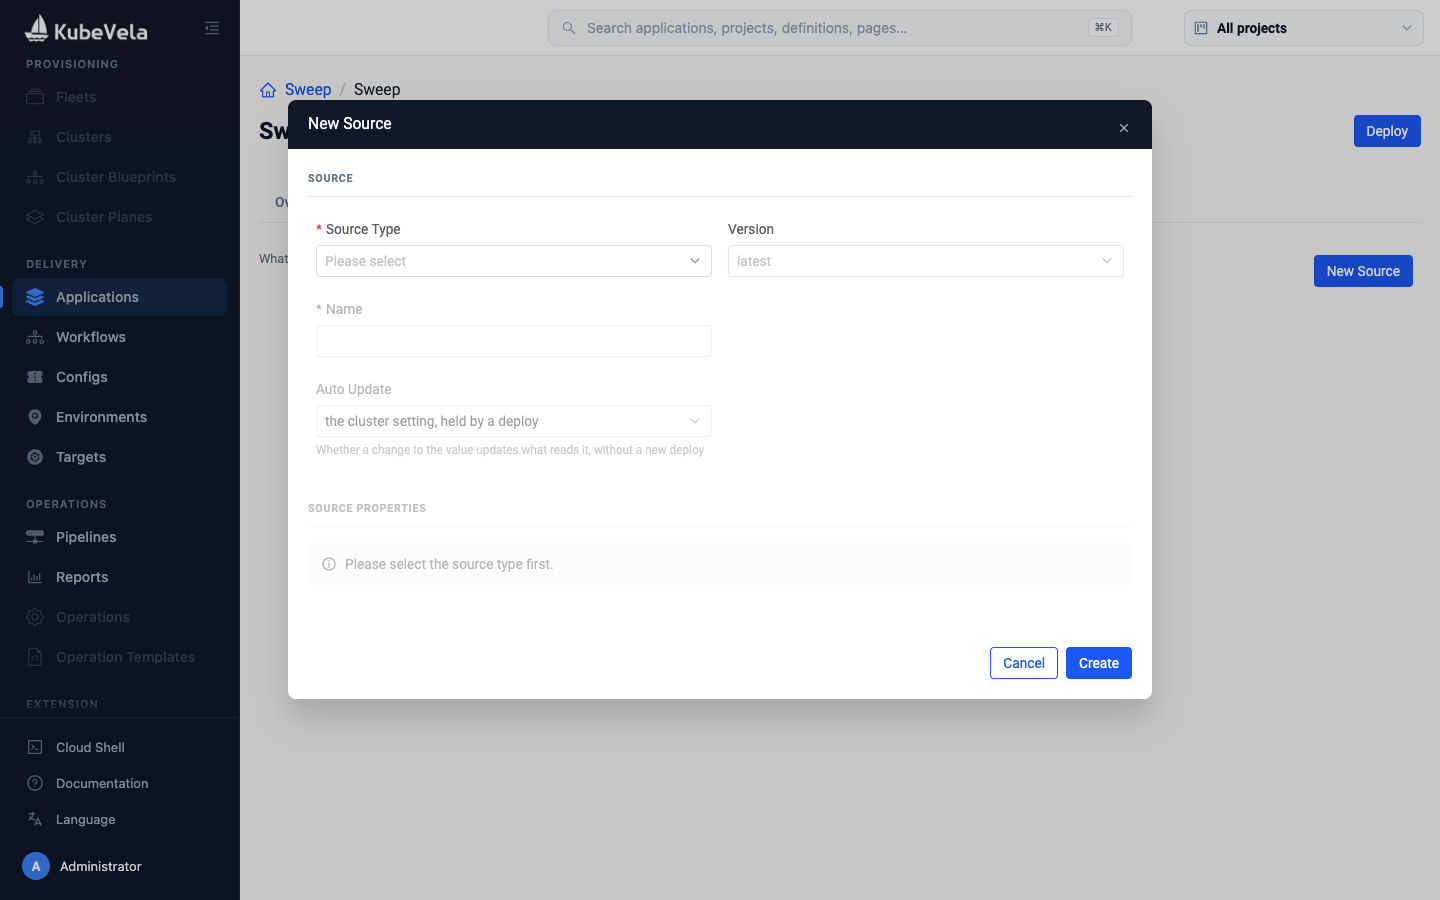 KubeVela
Search applications, projects, definitions, pages...
⌘K
All projects
PROVISIONING
Fleets
Clusters
Cluster Blueprints
Cluster Planes
DELIVERY
Applications
Workflows
Configs
Environments
Targets
OPERATIONS
Pipelines
Reports
Operations
Operation Templates
EXTENSION
Cloud Shell
Documentation
Language
A
Administrator
Sweep / Sweep
Sw
Deploy
Ov
What
New Source
New Source
×
SOURCE
* Source Type
Please select
Version
latest
* Name
Auto Update
the cluster setting, held by a deploy
Whether a change to the value updates what reads it, without a new deploy
SOURCE PROPERTIES
Please select the source type first.
Cancel
Create